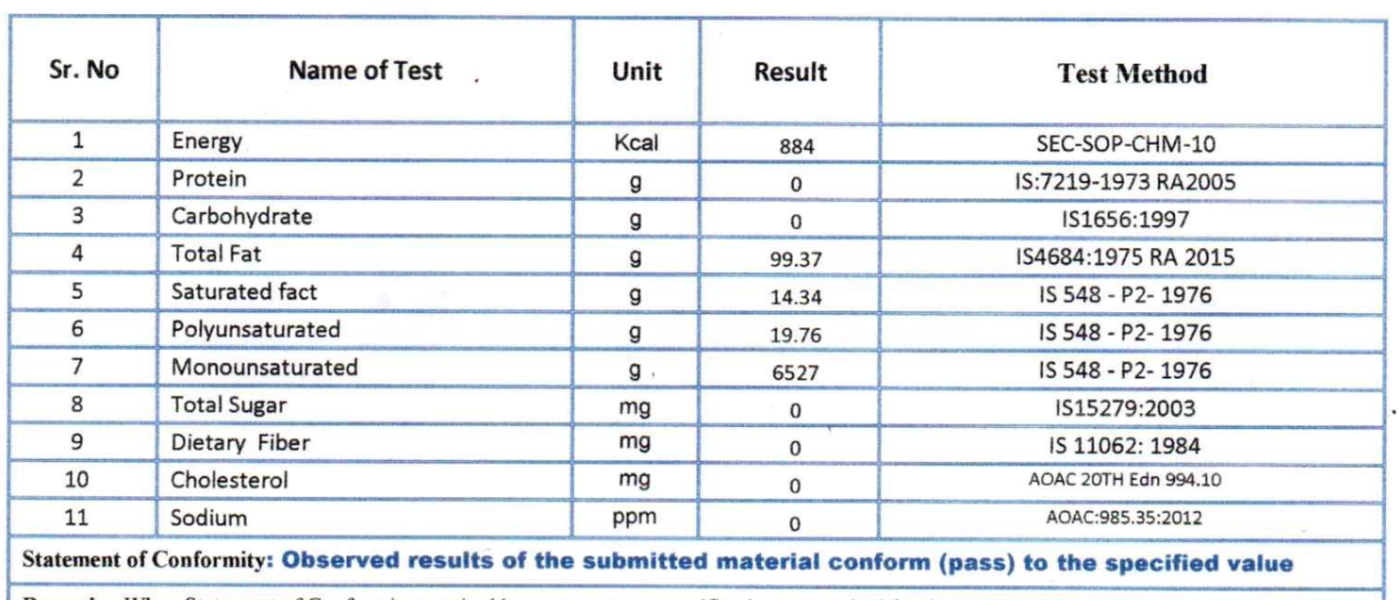 Sr. No Name of Test Unit Result Test Method
1 Energy Kcal 884 SEC-SOP-CHM-10
2 Protein g 0 IS:7219-1973 RA2005
3 Carbohydrate g 0 IS1656:1997
4 Total Fat g 99.37 IS4684:1975 RA 2015
5 Saturated fact g 14.34 IS 548 - P2- 1976
6 Polyunsaturated g 19.76 IS 548 - P2- 1976
7 Monounsaturated g 6527 IS 548 - P2- 1976
8 Total Sugar mg 0 IS15279:2003
9 Dietary Fiber mg 0 IS 11062: 1984
10 Cholesterol mg 0 AOAC 20TH Edn 994.10
11 Sodium ppm 0 AOAC:985.35:2012
Statement of Conformity: Observed results of the submitted material conform (pass) to the specified value